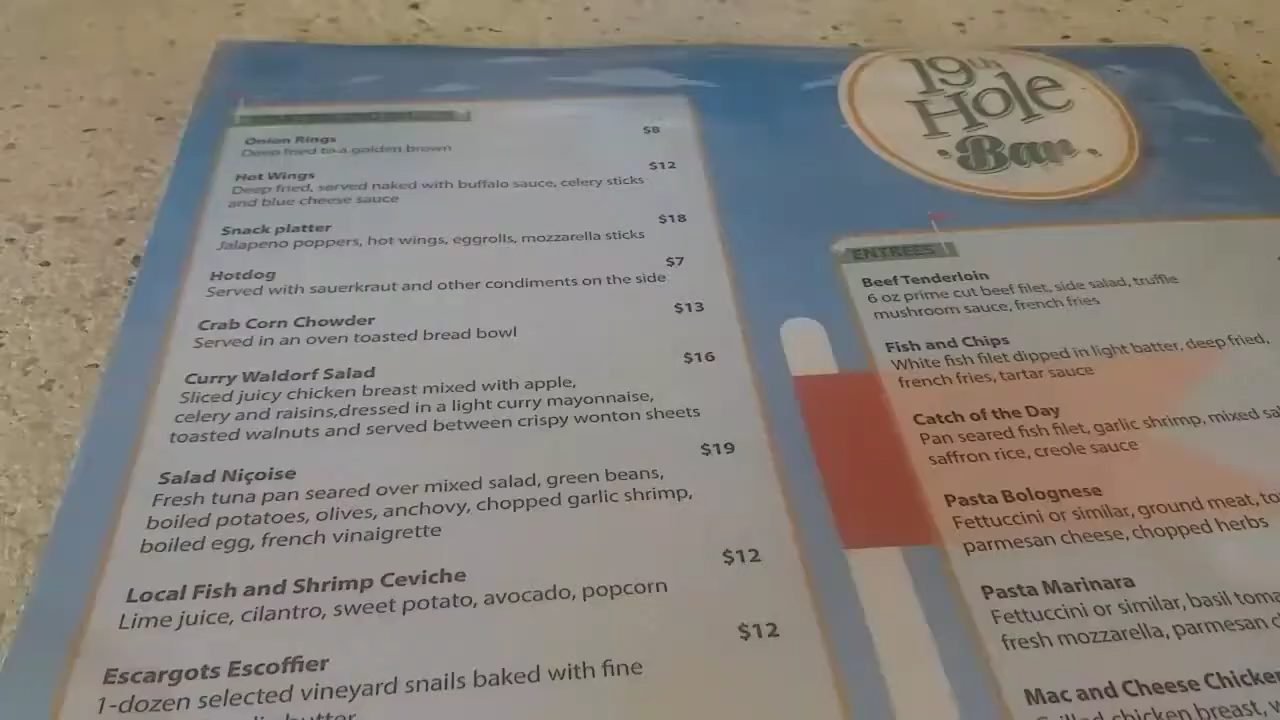 19th
Hole
Bar
Onion Rings
$8
Deep fried to a golden brown
Hot Wings
$12
Deep fried, served naked with buffalo sauce, celery sticks
and blue cheese sauce
Snack platter
$18
Jalapeno poppers, hot wings, eggrolls, mozzarella sticks
Hotdog
$7
Served with sauerkraut and other condiments on the side
Crab Corn Chowder
$13
Served in an oven toasted bread bowl
Curry Waldorf Salad
$16
Sliced juicy chicken breast mixed with apple,
celery and raisins,dressed in a light curry mayonnaise,
toasted walnuts and served between crispy wonton sheets
Salad Niçoise
$19
Fresh tuna pan seared over mixed salad, green beans,
boiled potatoes, olives, anchovy, chopped garlic shrimp,
boiled egg, french vinaigrette
Local Fish and Shrimp Ceviche
$12
Lime juice, cilantro, sweet potato, avocado, popcorn
Escargots Escoffier
$12
1-dozen selected vineyard snails baked with fine
butter
ENTREES
Beef Tenderloin
6 oz prime cut beef filet, side salad, truffle
mushroom sauce, french fries
Fish and Chips
White fish filet dipped in light batter, deep fried,
french fries, tartar sauce
Catch of the Day
Pan seared fish filet, garlic shrimp, mixed
saffron rice, creole sauce
Pasta Bolognese
Fettuccini or similar, ground meat,
parmesan cheese, chopped herbs
Pasta Marinara
Fettuccini or similar, basil
fresh mozzarella, parmesan
Mac and Cheese Chicken
chicken breast,